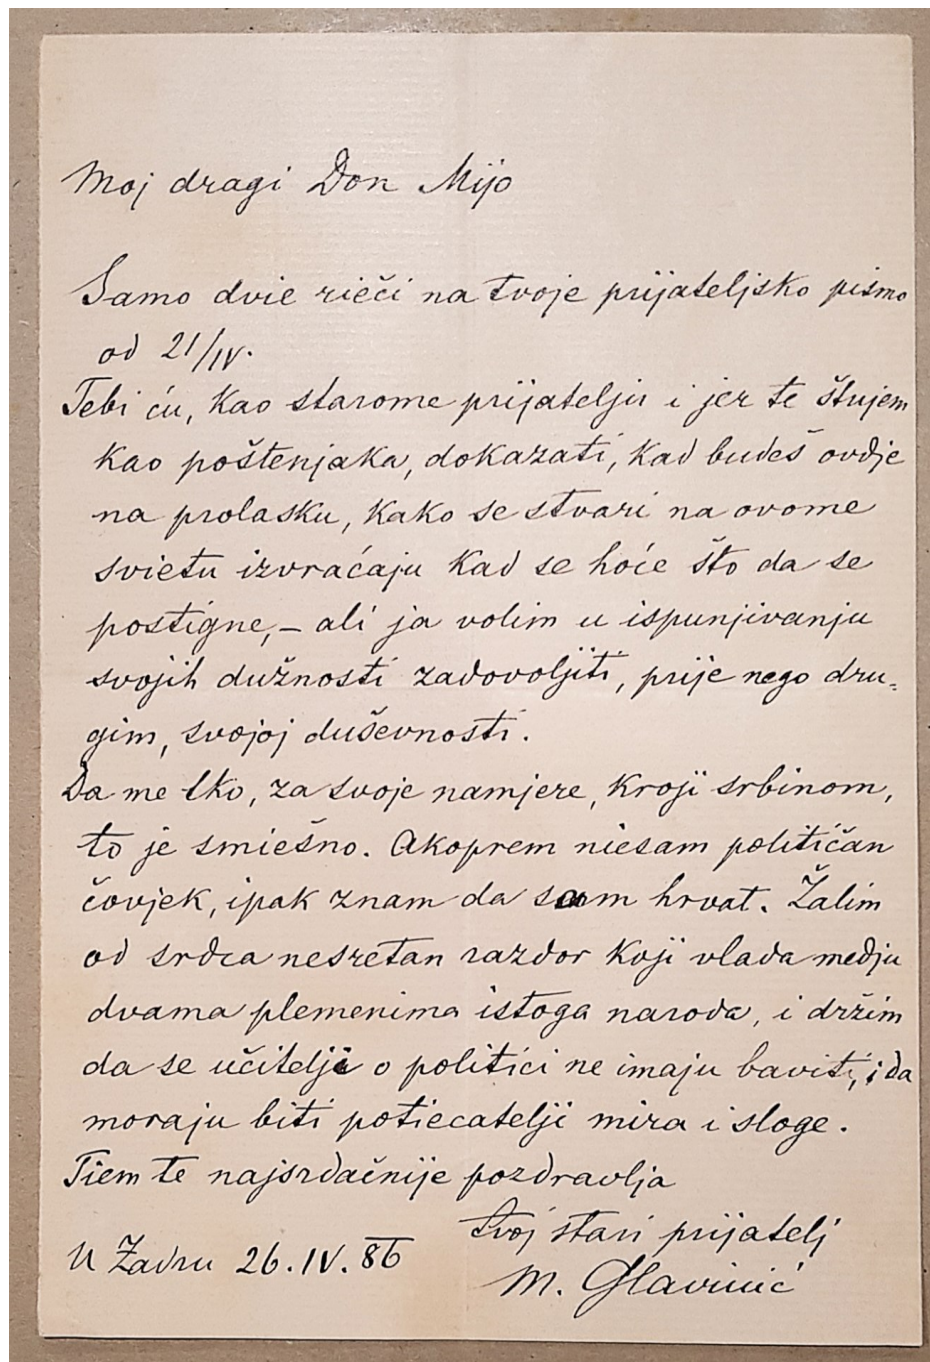 Moj dragi Don Mijo
Samo dvie rieči na tvoje prijateljsko pismo
od 21/IV.
Tebi ću, kao starome prijatelju i jer te štujem
kao poštenjaka, dokazati, kad budeš ovdje
na prolasku, kako se stvari na ovome
svietu izvraćaju kad se hoće što da se
postigne, – ali ja volim u ispunjivanju
svojih dužnosti zadovoljiti, prije nego dru=
gim, svojoj duševnosti.
Da me tko, za svoje namjere, kroji srbinom,
to je smiešno. Akoprem niesam političan
čovjek, ipak znam da sam hrvat. Žalim
od srdca nesretan razdor koji vlada medju
dvama plemenima istoga naroda, i držim
da se učitelji o politici ne imaju baviti, i da
moraju biti potiecatelji mira i sloge.
Tiem te najsrdačnije pozdravlja
tvoj stari prijatelj
U Zadru 26. IV. 86
M. Glavinić